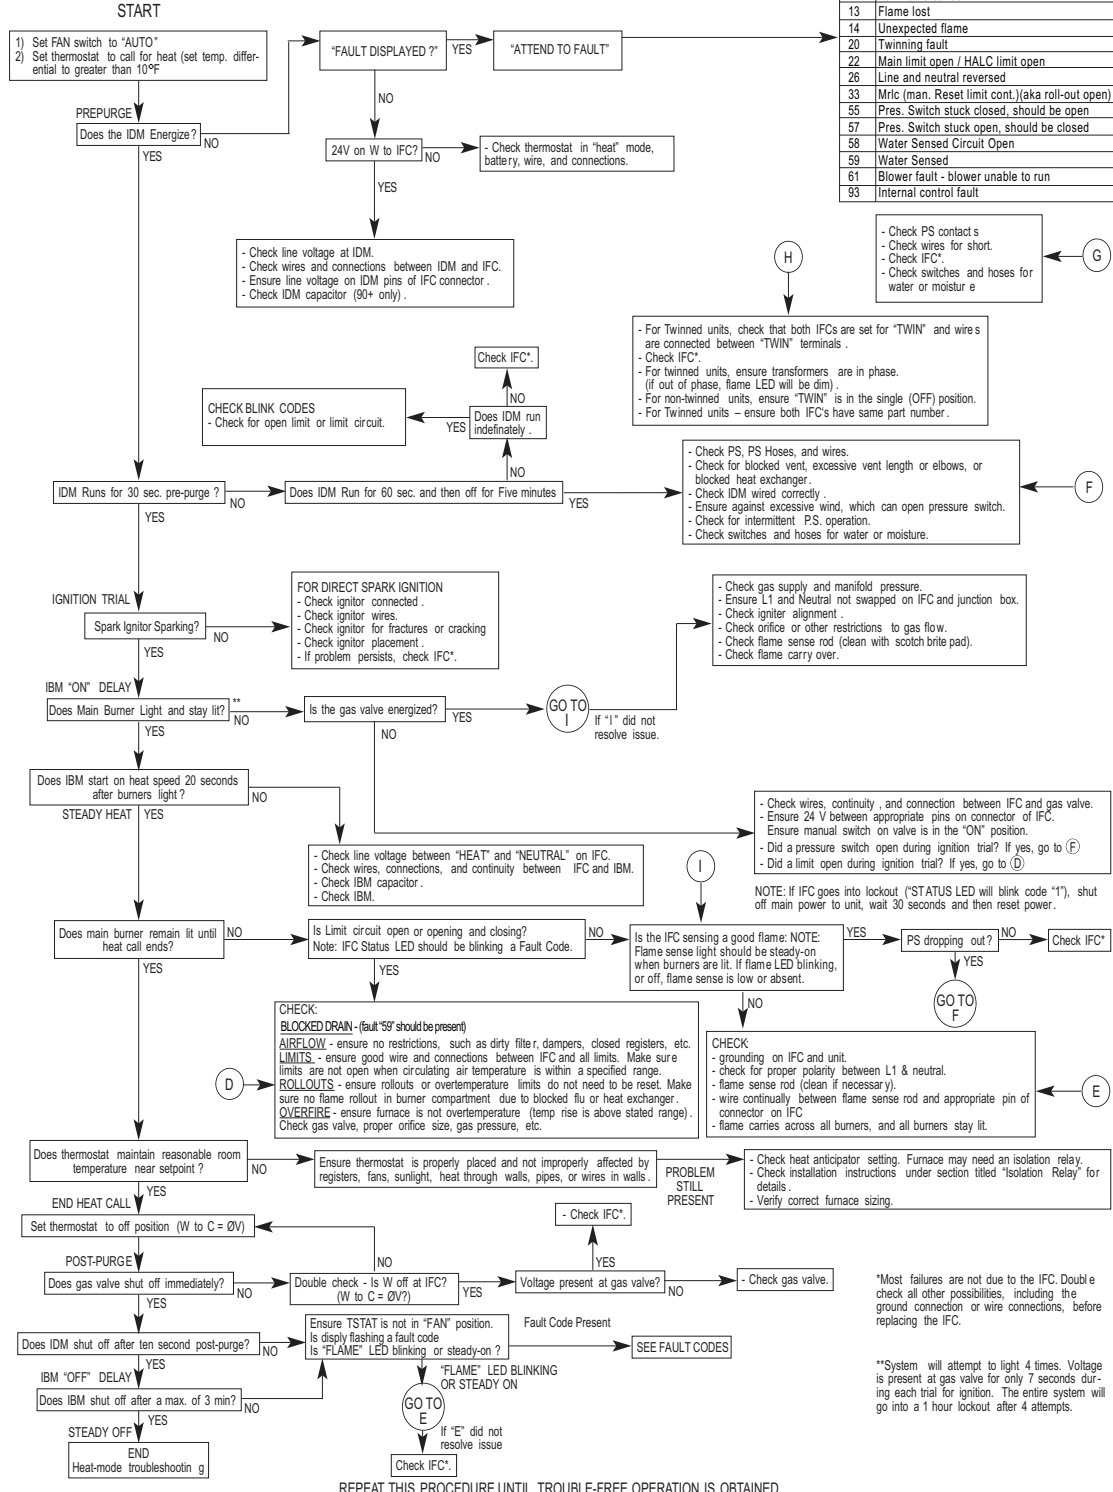 START
1) Set FAN switch to “AUTO”
2) Set thermostat to call for heat (set temp. differ-
ential to greater than 10°F
“FAULT DISPLAYED ?”
YES
“ATTEND TO FAULT”
13 Flame lost
14 Unexpected flame
20 Twinning fault
22 Main limit open / HALC limit open
26 Line and neutral reversed
33 Mrlc (man. Reset limit cont.)(aka roll-out open)
55 Pres. Switch stuck closed, should be open
57 Pres. Switch stuck open, should be closed
58 Water Sensed Circuit Open
59 Water Sensed
61 Blower fault - blower unable to run
93 Internal control fault
NO
PREPURGE
Does the IDM Energize?
NO
YES
24V on W to IFC?
NO
- Check thermostat in “heat” mode,
battery, wire, and connections.
YES
- Check line voltage at IDM.
- Check wires and connections between IDM and IFC.
- Ensure line voltage on IDM pins of IFC connector .
- Check IDM capacitor (90+ only) .
- Check PS contact s
- Check wires for short.
- Check IFC*.
- Check switches and hoses for
water or moistur e
G
H
- For Twinned units, check that both IFCs are set for “TWIN” and wire s
are connected between “TWIN” terminals .
- Check IFC*.
- For twinned units, ensure transformers are in phase.
(if out of phase, flame LED will be dim) .
- For non-twinned units, ensure “TWIN” is in the single (OFF) position.
- For Twinned units – ensure both IFC‘s have same part number .
Check IFC*.
NO
CHECK BLINK CODES
- Check for open limit or limit circuit.
YES
Does IDM run
indefinately .
NO
IDM Runs for 30 sec. pre-purge ?
NO
Does IDM Run for 60 sec. and then off for Five minutes
YES
- Check PS, PS Hoses, and wires.
- Check for blocked vent, excessive vent length or elbows, or
blocked heat exchanger .
- Check IDM wired correctly .
- Ensure against excessive wind, which can open pressure switch.
- Check for intermittent P.S. operation.
- Check switches and hoses for water or moisture.
F
YES
IGNITION TRIAL
Spark Ignitor Sparking?
NO
FOR DIRECT SPARK IGNITION
- Check ignitor connected .
- Check ignitor wires.
- Check ignitor for fractures or cracking
- Check ignitor placement .
- If problem persists, check IFC*.
- Check gas supply and manifold pressure.
- Ensure L1 and Neutral not swapped on IFC and junction box.
- Check igniter alignment .
- Check orifice or other restrictions to gas flow.
- Check flame sense rod (clean with scotch brite pad).
- Check flame carry over.
YES
IBM “ON” DELAY
Does Main Burner Light and stay lit?
**
NO
Is the gas valve energized?
YES
GO TO
I
If “I ” did not
resolve issue.
YES
NO
Does IBM start on heat speed 20 seconds
after burners light ?
NO
STEADY HEAT
YES
- Check line voltage between “HEAT” and “NEUTRAL” on IFC.
- Check wires, connections, and continuity between IFC and IBM.
- Check IBM capacitor .
- Check IBM.
- Check wires, continuity , and connection between IFC and gas valve.
- Ensure 24 V between appropriate pins on connector of IFC.
Ensure manual switch on valve is in the “ON” position.
- Did a pressure switch open during ignition trial? If yes, go to F
- Did a limit open during ignition trial? If yes, go to D
I
NOTE: If IFC goes into lockout (“STATUS LED will blink code “1”), shut
off main power to unit, wait 30 seconds and then reset power .
Does main burner remain lit until
heat call ends?
NO
Is Limit circuit open or opening and closing?
Note: IFC Status LED should be blinking a Fault Code.
NO
Is the IFC sensing a good flame: NOTE:
Flame sense light should be steady-on
when burners are lit. If flame LED blinking,
or off, flame sense is low or absent.
YES
PS dropping out?
NO
Check IFC*
YES
GO TO
F
YES
YES
NO
CHECK:
BLOCKED DRAIN - (fault “59” should be present)
AIRFLOW - ensure no restrictions, such as dirty filte r, dampers, closed registers, etc.
LIMITS - ensure good wire and connections between IFC and all limits. Make sur e
limits are not open when circulating air temperature is within a specified range.
ROLLOUTS - ensure rollouts or overtemperature limits do not need to be reset. Make
sure no flame rollout in burner compartment due to blocked flu or heat exchanger .
OVERFIRE - ensure furnace is not overtemperature (temp rise is above stated range) .
Check gas valve, proper orifice size, gas pressure, etc.
D
CHECK:
- grounding on IFC and unit.
- check for proper polarity between L1 & neutral.
- flame sense rod (clean if necessar y).
- wire continually between flame sense rod and appropriate pin of
connector on IFC
- flame carries across all burners, and all burners stay lit.
E
Does thermostat maintain reasonable room
temperature near setpoint ?
NO
Ensure thermostat is properly placed and not improperly affected by
registers, fans, sunlight, heat through walls, pipes, or wires in walls .
PROBLEM
STILL
PRESENT
- Check heat anticipator setting. Furnace may need an isolation relay.
- Check installation instructions under section titled “Isolation Relay” for
details .
- Verify correct furnace sizing.
YES
END HEAT CALL
Set thermostat to off position (W to C = ØV)
- Check IFC*.
POST-PURGE
NO
YES
Does gas valve shut off immediately?
NO
Double check - Is W off at IFC?
(W to C = ØV?)
YES
Voltage present at gas valve?
NO
- Check gas valve.
YES
*Most failures are not due to the IFC. Doubl e
check all other possibilities, including th e
ground connection or wire connections, before
replacing the IFC.
Does IDM shut off after ten second post-purge?
NO
Ensure TSTAT is not in “FAN” position.
Is disply flashing a fault code
Is “FLAME” LED blinking or steady-on ?
Fault Code Present
SEE FAULT CODES
YES
IBM “OFF” DELAY
Does IBM shut off after a max. of 3 min?
NO
“FLAME” LED BLINKING
OR STEADY ON
GO TO
E
If “E” did not
resolve issue
Check IFC*.
**System will attempt to light 4 times. Voltage
is present at gas valve for only 7 seconds dur-
ing each trial for ignition. The entire system will
go into a 1 hour lockout after 4 attempts.
YES
STEADY OFF
END
Heat-mode troubleshootin g
REPEAT THIS PROCEDURE UNTIL TROUBLE-FREE OPERATION IS OBTAINED